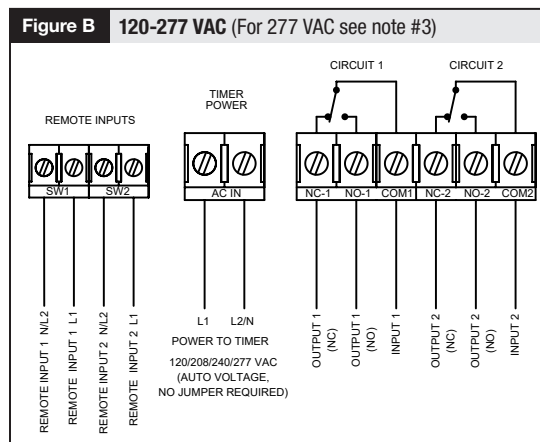 Figure B 120-277 VAC (For 277 VAC see note #3)
REMOTE INPUTS
TIMER
POWER
CIRCUIT 1
CIRCUIT 2
SW1
SW2
AC IN
NC-1
NO-1
COM1
NC-2
NO-2
COM2
REMOTE INPUT 1 N/L2
REMOTE INPUT 1 L1
REMOTE INPUT 2 N/L2
REMOTE INPUT 2 L1
L1
L2/N
POWER TO TIMER
120/208/240/277 VAC
(AUTO VOLTAGE,
NO JUMPER REQUIRED)
OUTPUT 1
(NC)
OUTPUT 1
(NO)
INPUT 1
OUTPUT 2
(NC)
OUTPUT 2
(NO)
INPUT 2